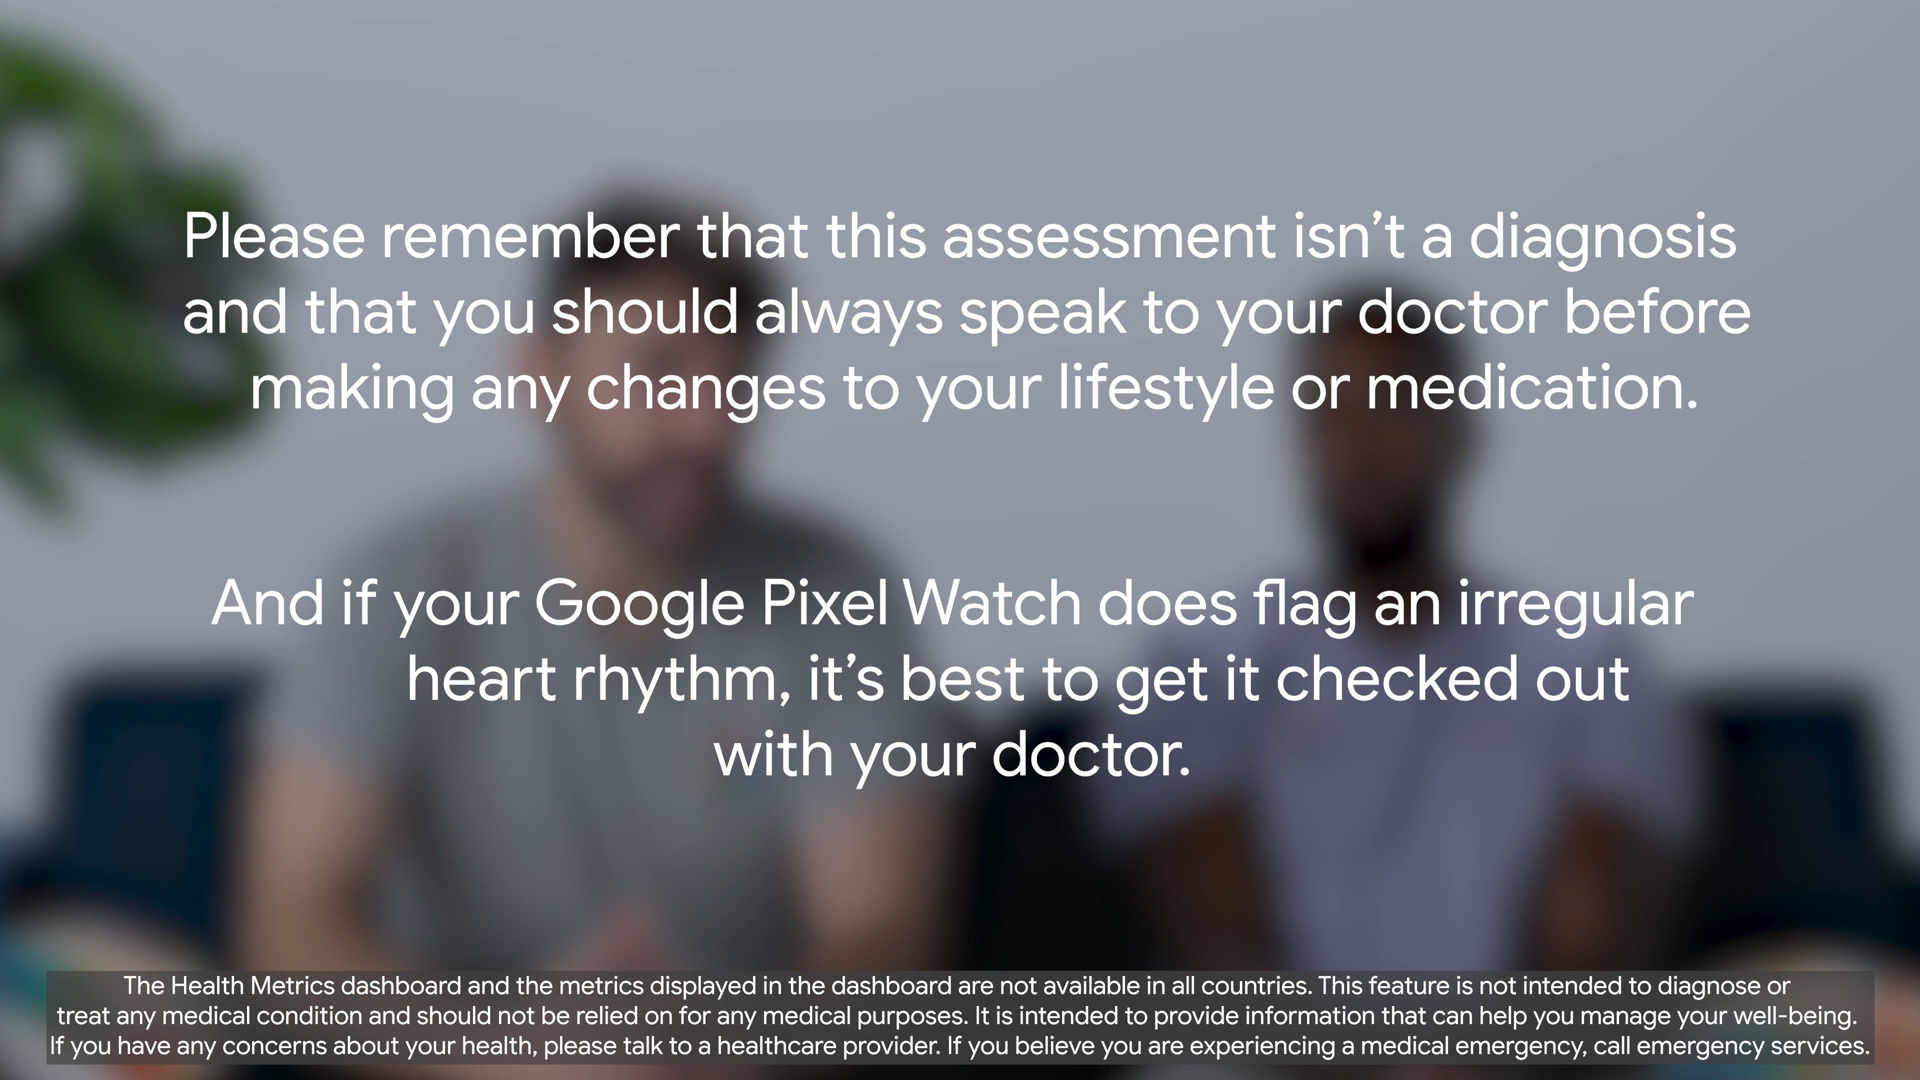 Please remember that this assessment isn’t a diagnosis
and that you should always speak to your doctor before
making any changes to your lifestyle or medication.
And if your Google Pixel Watch does flag an irregular
heart rhythm, it’s best to get it checked out
with your doctor.
The Health Metrics dashboard and the metrics displayed in the dashboard are not available in all countries. This feature is not intended to diagnose or
treat any medical condition and should not be relied on for any medical purposes. It is intended to provide information that can help you manage your well-being.
If you have any concerns about your health, please talk to a healthcare provider. If you believe you are experiencing a medical emergency, call emergency services.